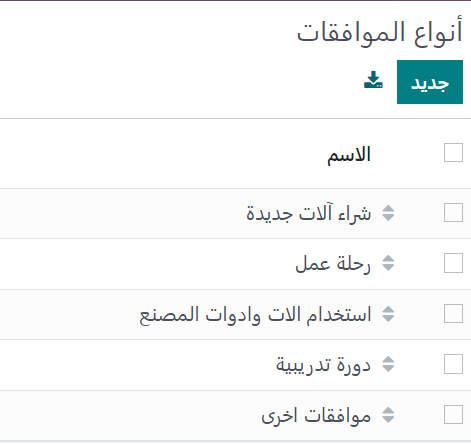 أنواع الموافقات
جديد
الاسم
شراء آلات جديدة
رحلة عمل
استخدام الات وادوات المصنع
دورة تدريبية
موافقات اخرى